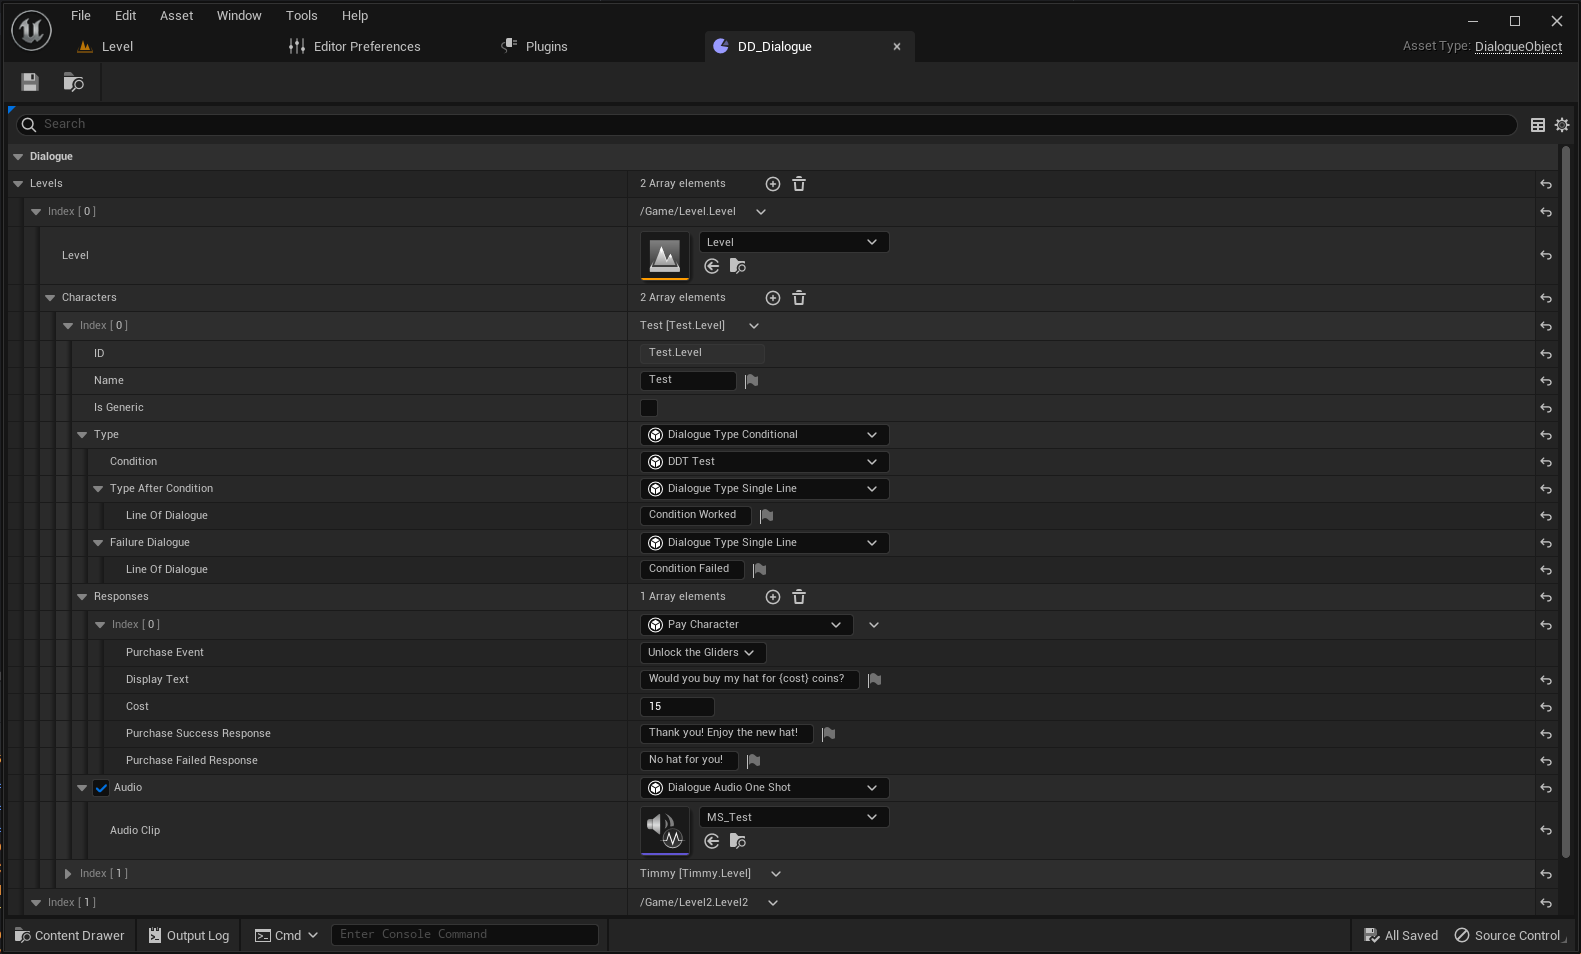 File Edit Asset Window Tools Help
Level Editor Preferences Plugins DD_Dialogue Asset Type: DialogueObject
Search
Dialogue
Levels 2 Array elements
Index [ 0 ] /Game/Level.Level
Level Level
Characters 2 Array elements
Index [ 0 ] Test [Test.Level]
ID Test.Level
Name Test
Is Generic
Type Dialogue Type Conditional
Condition DDT Test
Type After Condition Dialogue Type Single Line
Line Of Dialogue Condition Worked
Failure Dialogue Dialogue Type Single Line
Line Of Dialogue Condition Failed
Responses 1 Array elements
Index [ 0 ] Pay Character
Purchase Event Unlock the Gliders
Display Text Would you buy my hat for {cost} coins?
Cost 15
Purchase Success Response Thank you! Enjoy the new hat!
Purchase Failed Response No hat for you!
Audio Dialogue Audio One Shot
Audio Clip MS_Test
Index [ 1 ] Timmy [Timmy.Level]
Index [ 1 ] /Game/Level2.Level2
Content Drawer Output Log Cmd Enter Console Command All Saved Source Control